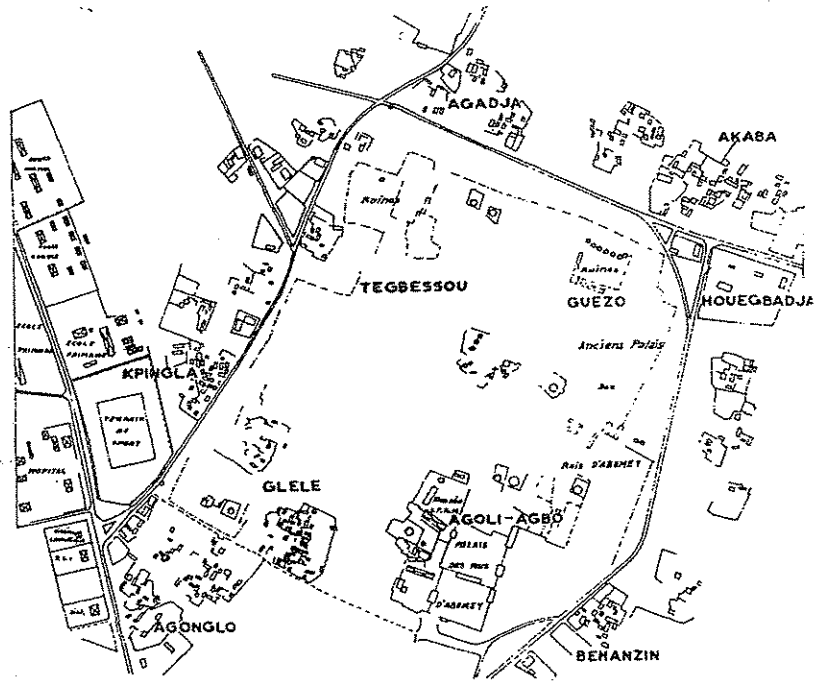 AGADJA
AKABA
Ruines
TEGBESSOU
Ruines
GUEZO
HOUEGBADJA
Anciens Palais
ECOLE
PRIMAIRE
ECOLE
PRIMAIRE
KPINGLA
TERRAIN
DE
SPORT
Rois D'ABOMEY
HOPITAL
GLELE
AGOLI-AGBO
PALAIS
DES ROIS
D'ABOMEY
AGONGLO
BEHANZIN